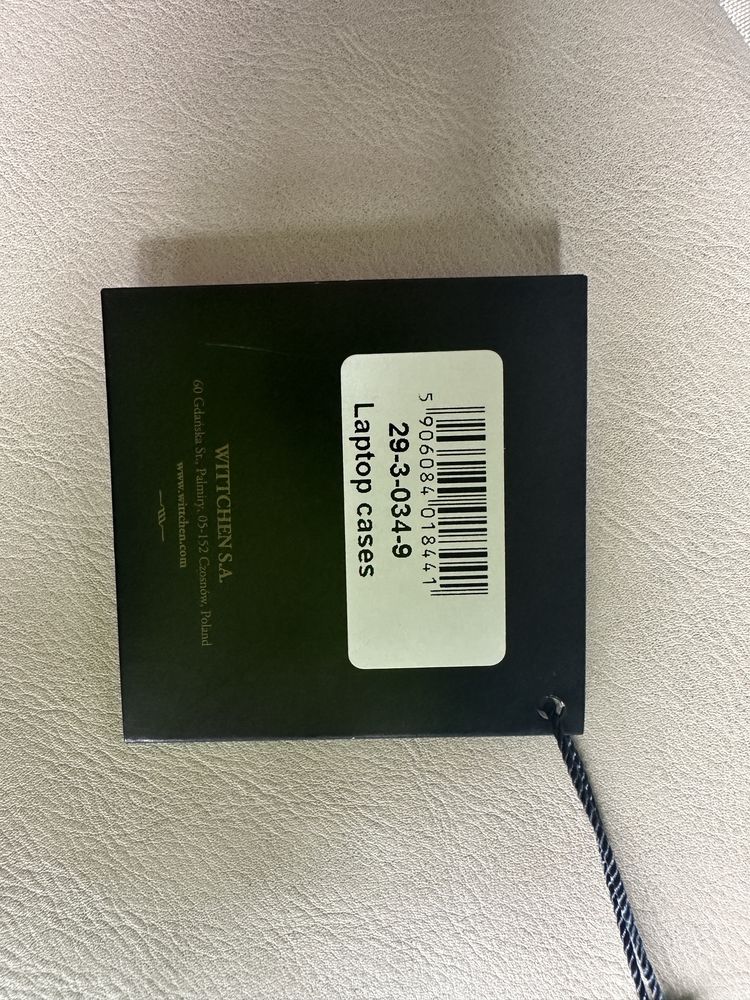 5 906084 018441
29-3-034-9
Laptop cases
WITTCHEN S.A.
60 Gdańska Sr., Palmiry, 05-152 Czosnów, Poland
www.wittchen.com